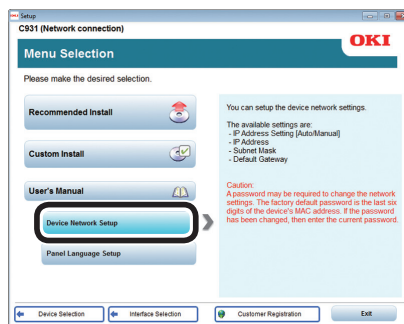 Setup
C931 (Network connection)
OKI
Menu Selection
Please make the desired selection.
Recommended Install
Custom Install
User's Manual
Device Network Setup
Panel Language Setup
You can setup the device network settings.
The available settings are:
- IP Address Setting [Auto/Manual]
- IP Address
- Subnet Mask
- Default Gateway
Caution:
A password may be required to change the network
settings. The factory default password is the last six
digits of the device's MAC address. If the password
has been changed, then enter the current password.
Device Selection
Interface Selection
Customer Registration
Exit